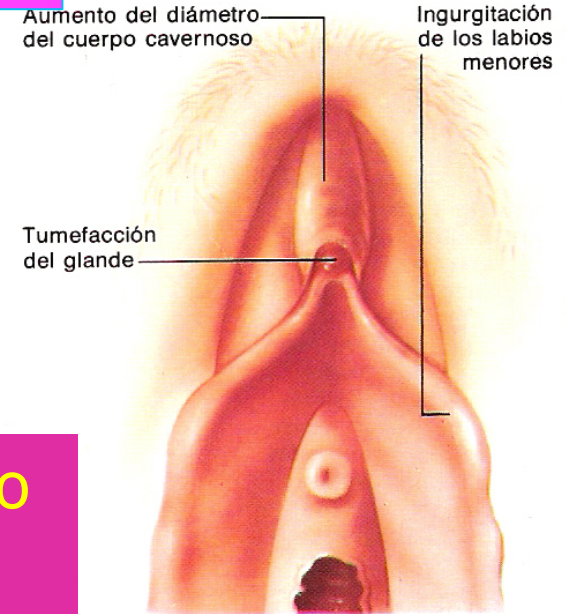 Aumento del diámetro
del cuerpo cavernoso
Ingurgitación
de los labios
menores
Tumefacción
del glande
o